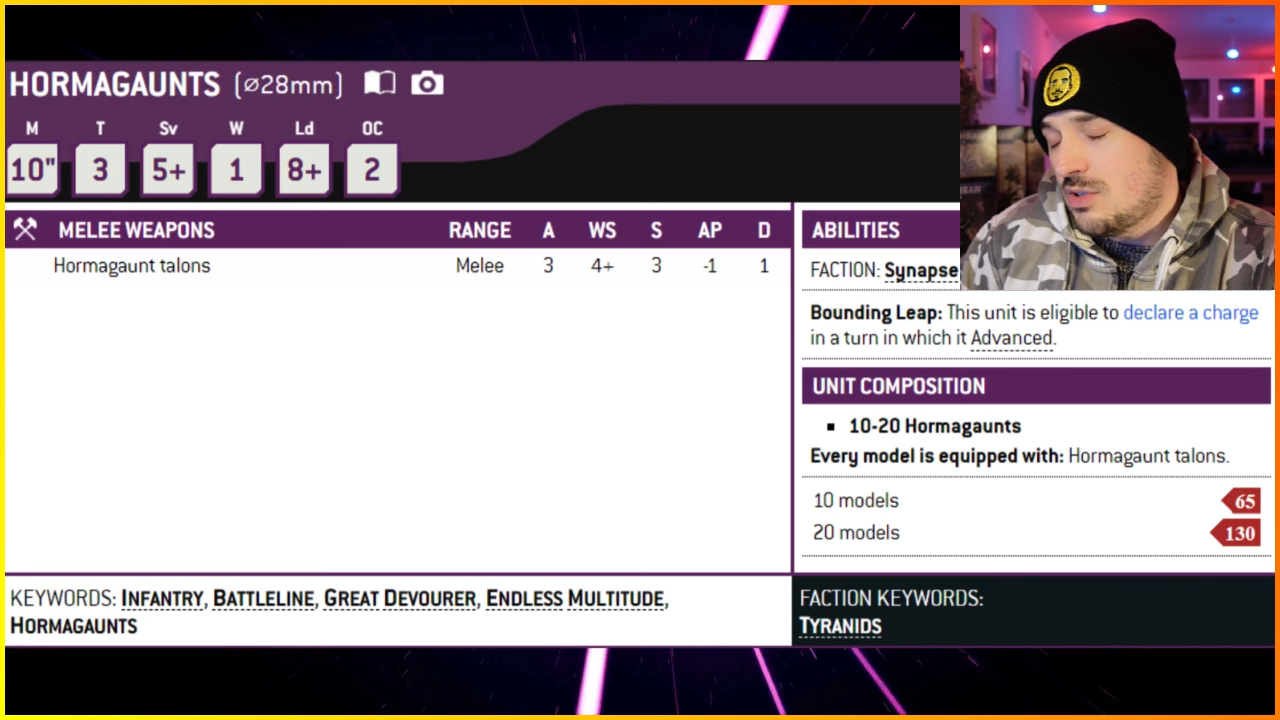 HORMAGAUNTS (⌀28mm)
M T Sv W Ld OC
10" 3 5+ 1 8+ 2
MELEE WEAPONS RANGE A WS S AP D
Hormagaunt talons Melee 3 4+ 3 -1 1
ABILITIES
FACTION: Synapse
Bounding Leap: This unit is eligible to declare a charge
in a turn in which it Advanced.
UNIT COMPOSITION
▪ 10-20 Hormagaunts
Every model is equipped with: Hormagaunt talons.
10 models 65
20 models 130
KEYWORDS: INFANTRY, BATTLELINE, GREAT DEVOURER, ENDLESS MULTITUDE,
HORMAGAUNTS
FACTION KEYWORDS:
TYRANIDS